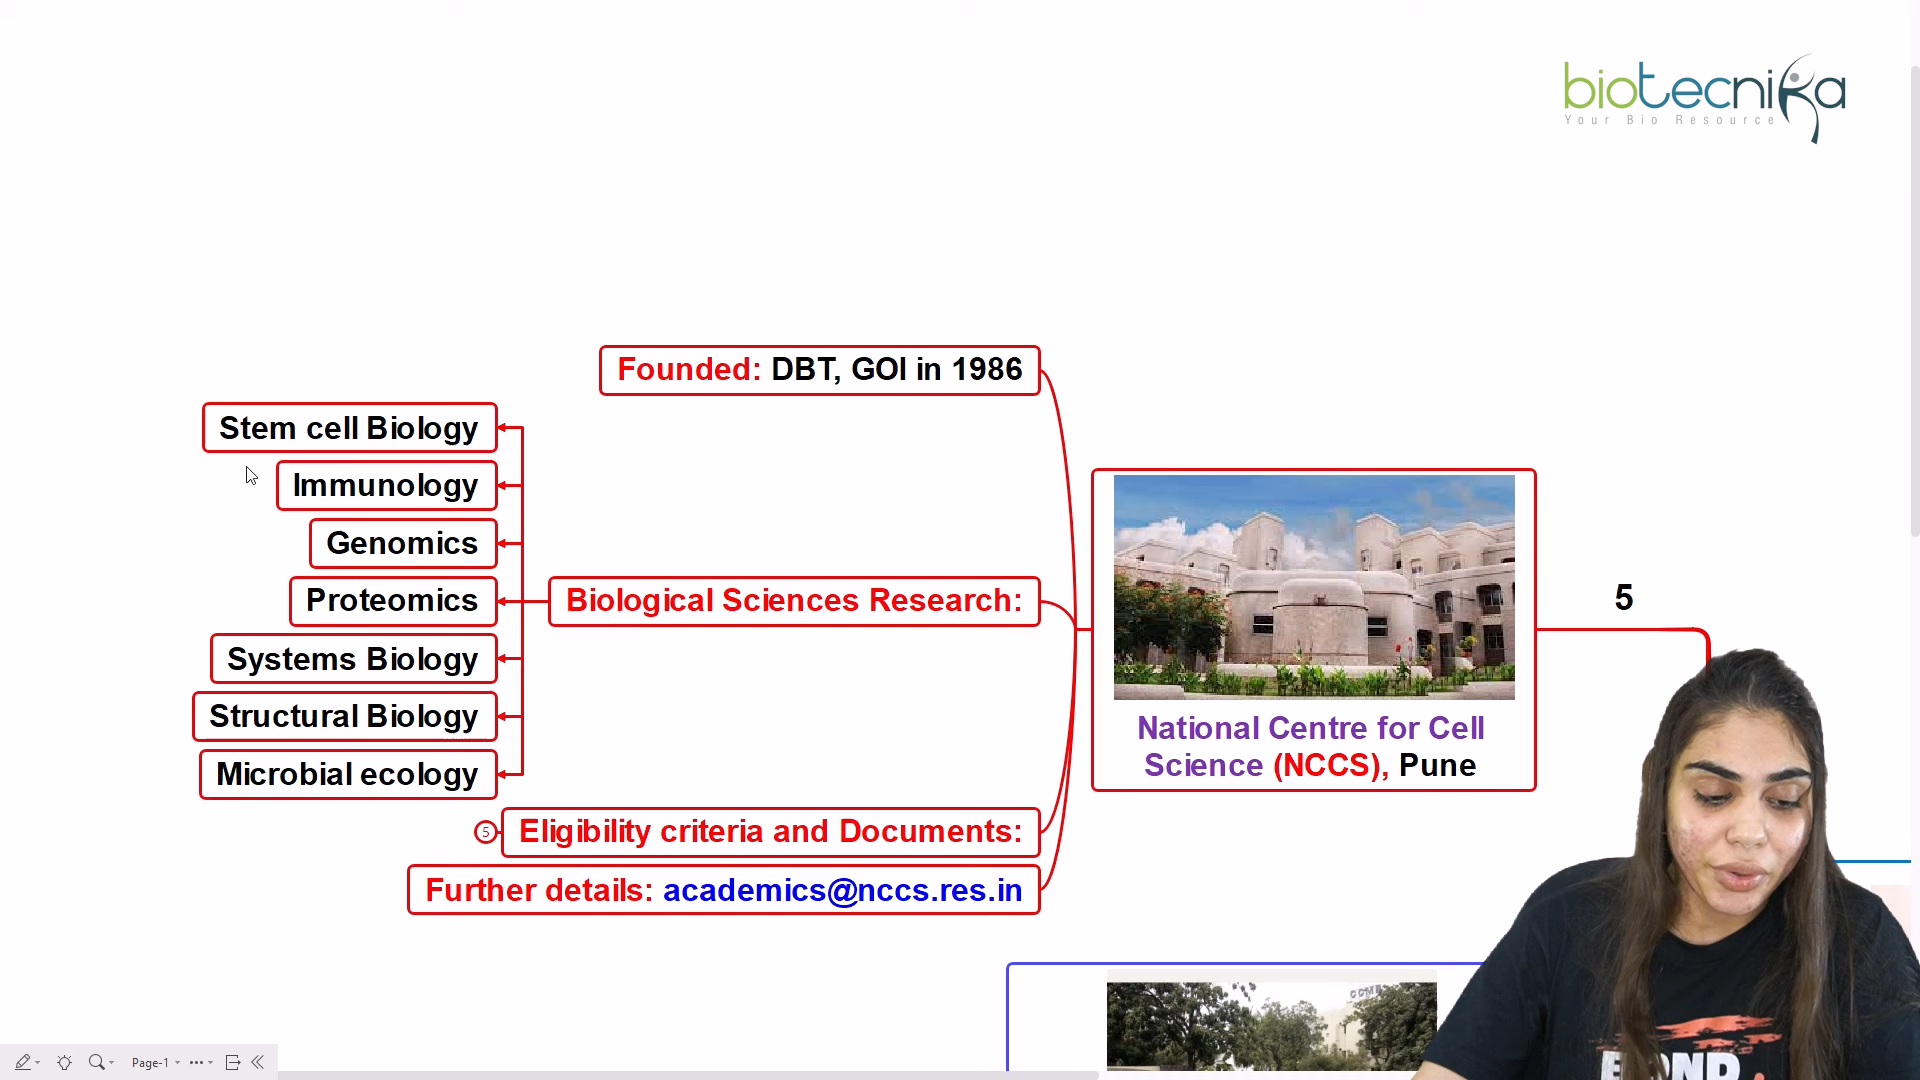 biotecnika
Your Bio Resource
Founded: DBT, GOI in 1986
Stem cell Biology
Immunology
Genomics
Proteomics
Systems Biology
Structural Biology
Microbial ecology
Biological Sciences Research:
5
Eligibility criteria and Documents:
Further details: academics@nccs.res.in
National Centre for Cell
Science (NCCS), Pune
5
Page-1